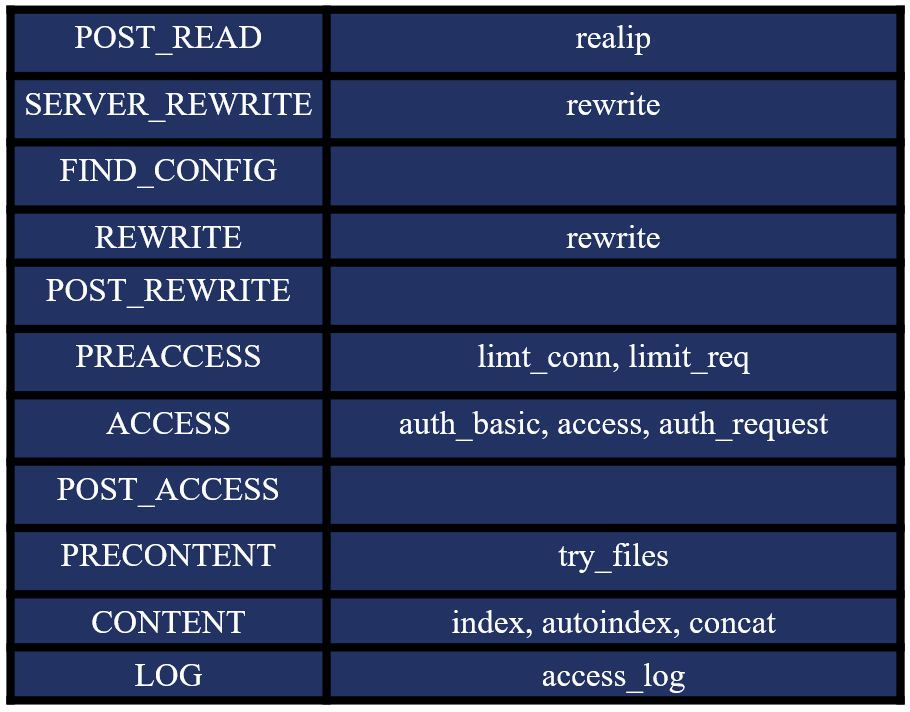 POST_READ realip
SERVER_REWRITE rewrite
FIND_CONFIG
REWRITE rewrite
POST_REWRITE
PREACCESS limt_conn, limit_req
ACCESS auth_basic, access, auth_request
POST_ACCESS
PRECONTENT try_files
CONTENT index, autoindex, concat
LOG access_log